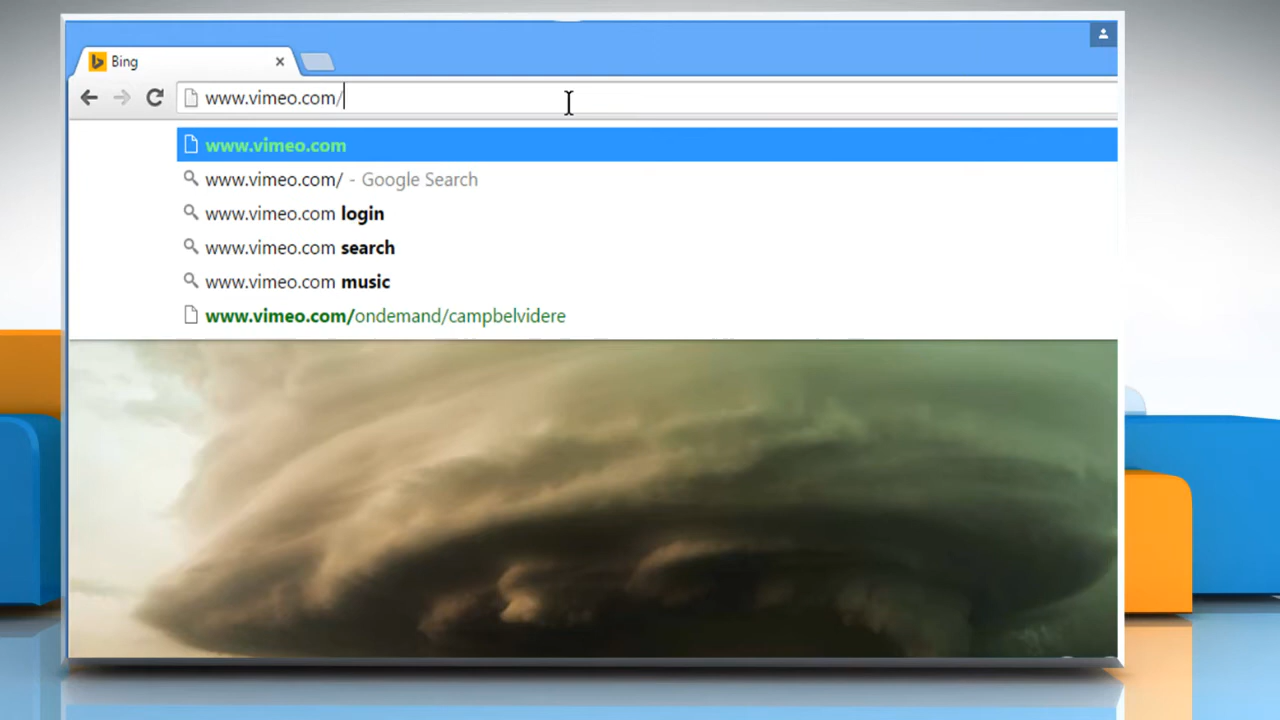 Bing
www.vimeo.com/
www.vimeo.com
www.vimeo.com/ - Google Search
www.vimeo.com login
www.vimeo.com search
www.vimeo.com music
www.vimeo.com/ondemand/campbelvidere